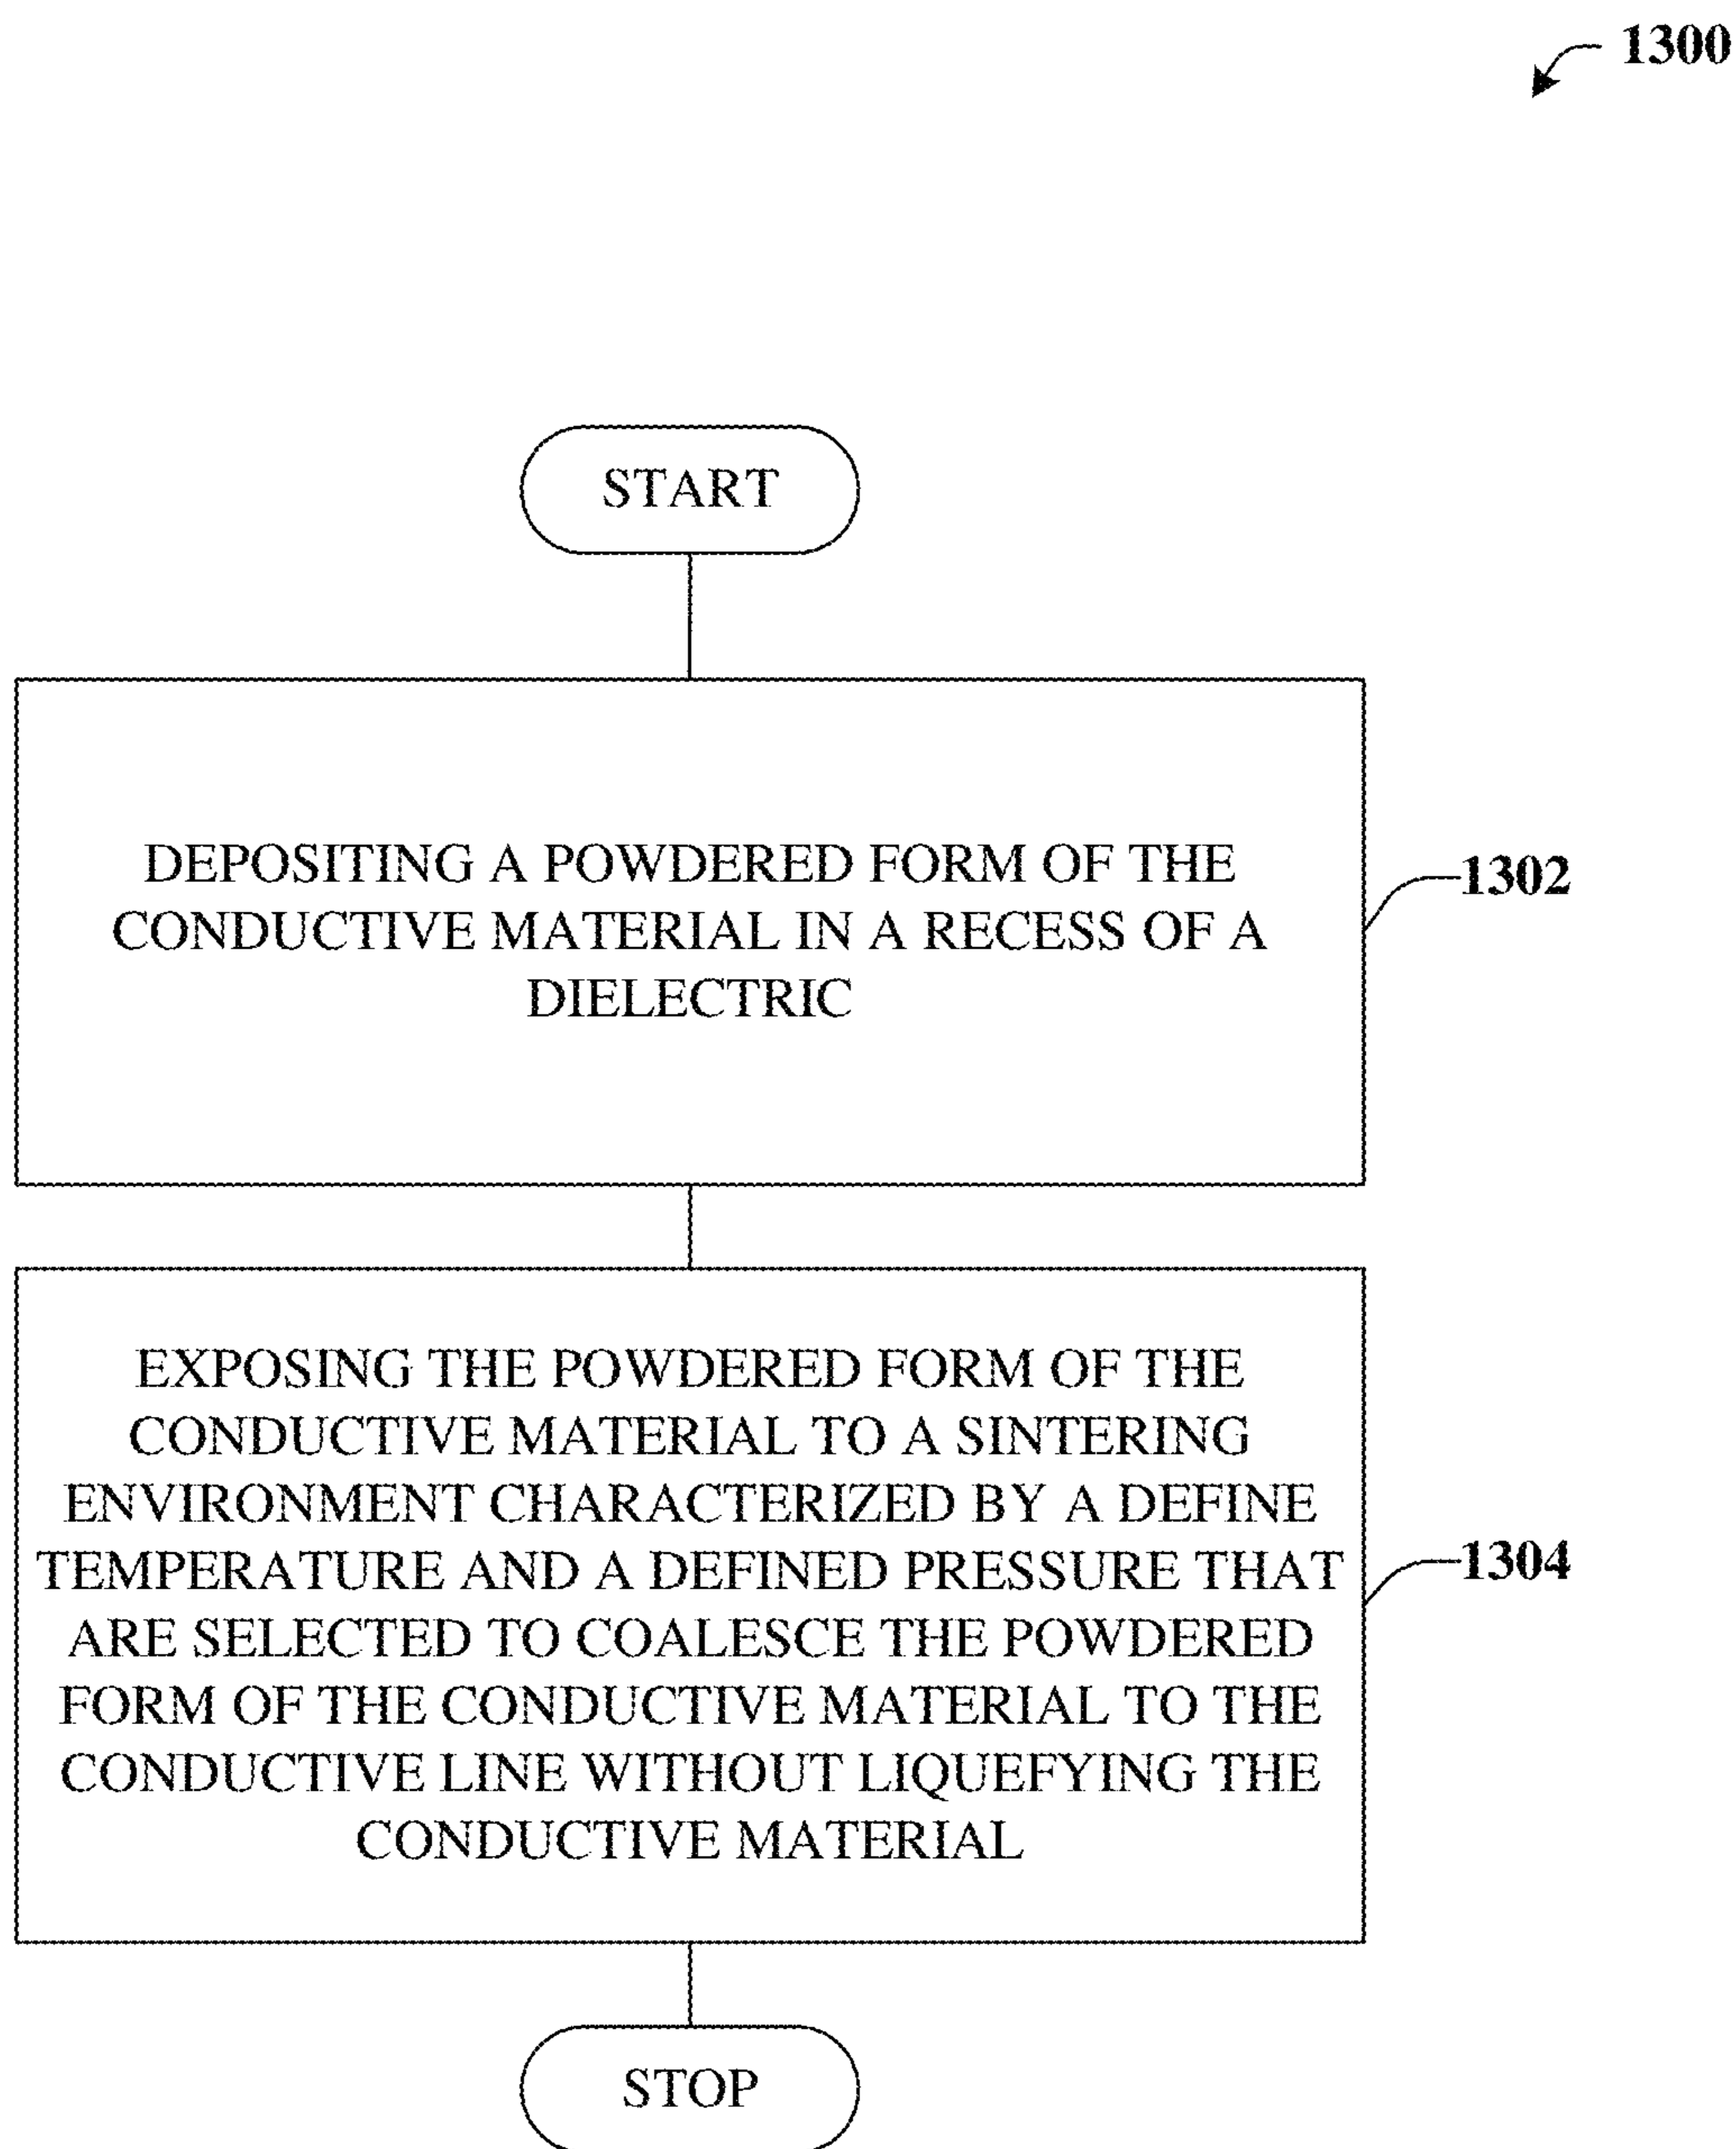 1300
START
DEPOSITING A POWDERED FORM OF THE
CONDUCTIVE MATERIAL IN A RECESS OF A
DIELECTRIC
1302
EXPOSING THE POWDERED FORM OF THE
CONDUCTIVE MATERIAL TO A SINTERING
ENVIRONMENT CHARACTERIZED BY A DEFINE
TEMPERATURE AND A DEFINED PRESSURE THAT
ARE SELECTED TO COALESCE THE POWDERED
FORM OF THE CONDUCTIVE MATERIAL TO THE
CONDUCTIVE LINE WITHOUT LIQUEFYING THE
CONDUCTIVE MATERIAL
1304
STOP